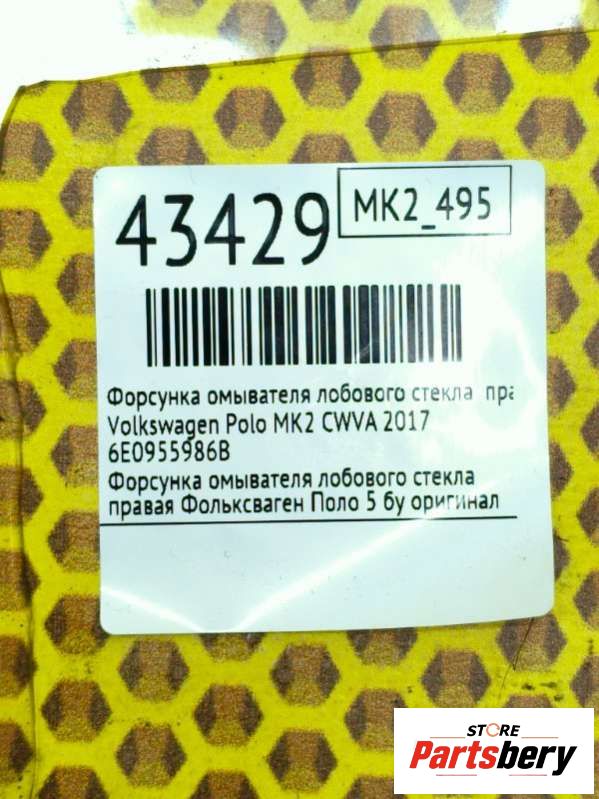 43429
MK2_495
Форсунка омывателя лобового стекла пра
Volkswagen Polo MK2 CWVA 2017
6E0955986B
Форсунка омывателя лобового стекла
правая Фольксваген Поло 5 бу оригинал
STORE
Partsbery